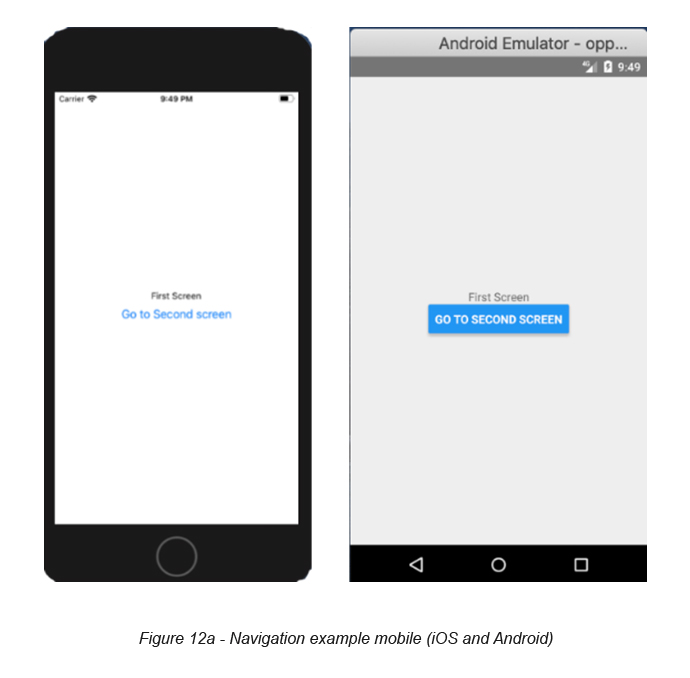 Carrier 9:49 PM
First Screen
Go to Second screen
Android Emulator - opp...
4G 9:49
First Screen
GO TO SECOND SCREEN
Figure 12a - Navigation example mobile (iOS and Android)